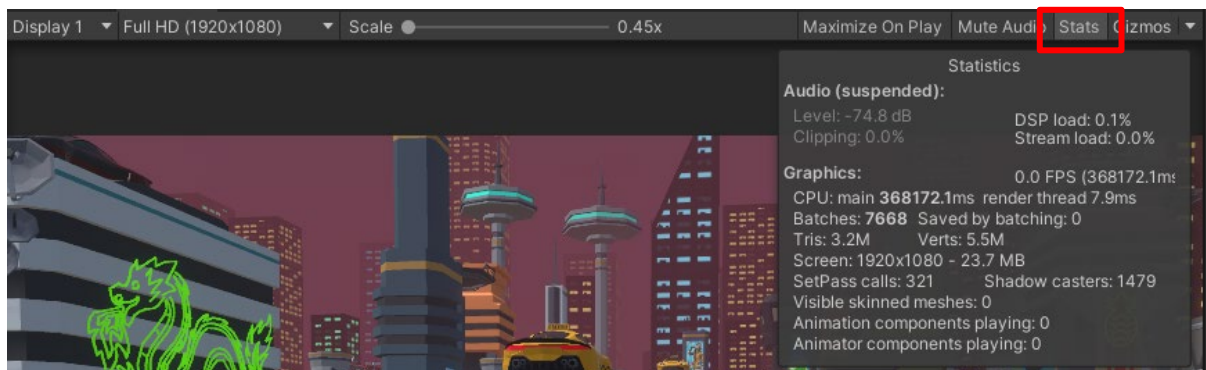 Display 1 Full HD (1920x1080) Scale 0.45x Maximize On Play Mute Audio Stats Gizmos
Statistics
Audio (suspended):
Level: -74.8 dB DSP load: 0.1%
Clipping: 0.0% Stream load: 0.0%
Graphics: 0.0 FPS (368172.1ms
CPU: main 368172.1ms render thread 7.9ms
Batches: 7668 Saved by batching: 0
Tris: 3.2M Verts: 5.5M
Screen: 1920x1080 - 23.7 MB
SetPass calls: 321 Shadow casters: 1479
Visible skinned meshes: 0
Animation components playing: 0
Animator components playing: 0